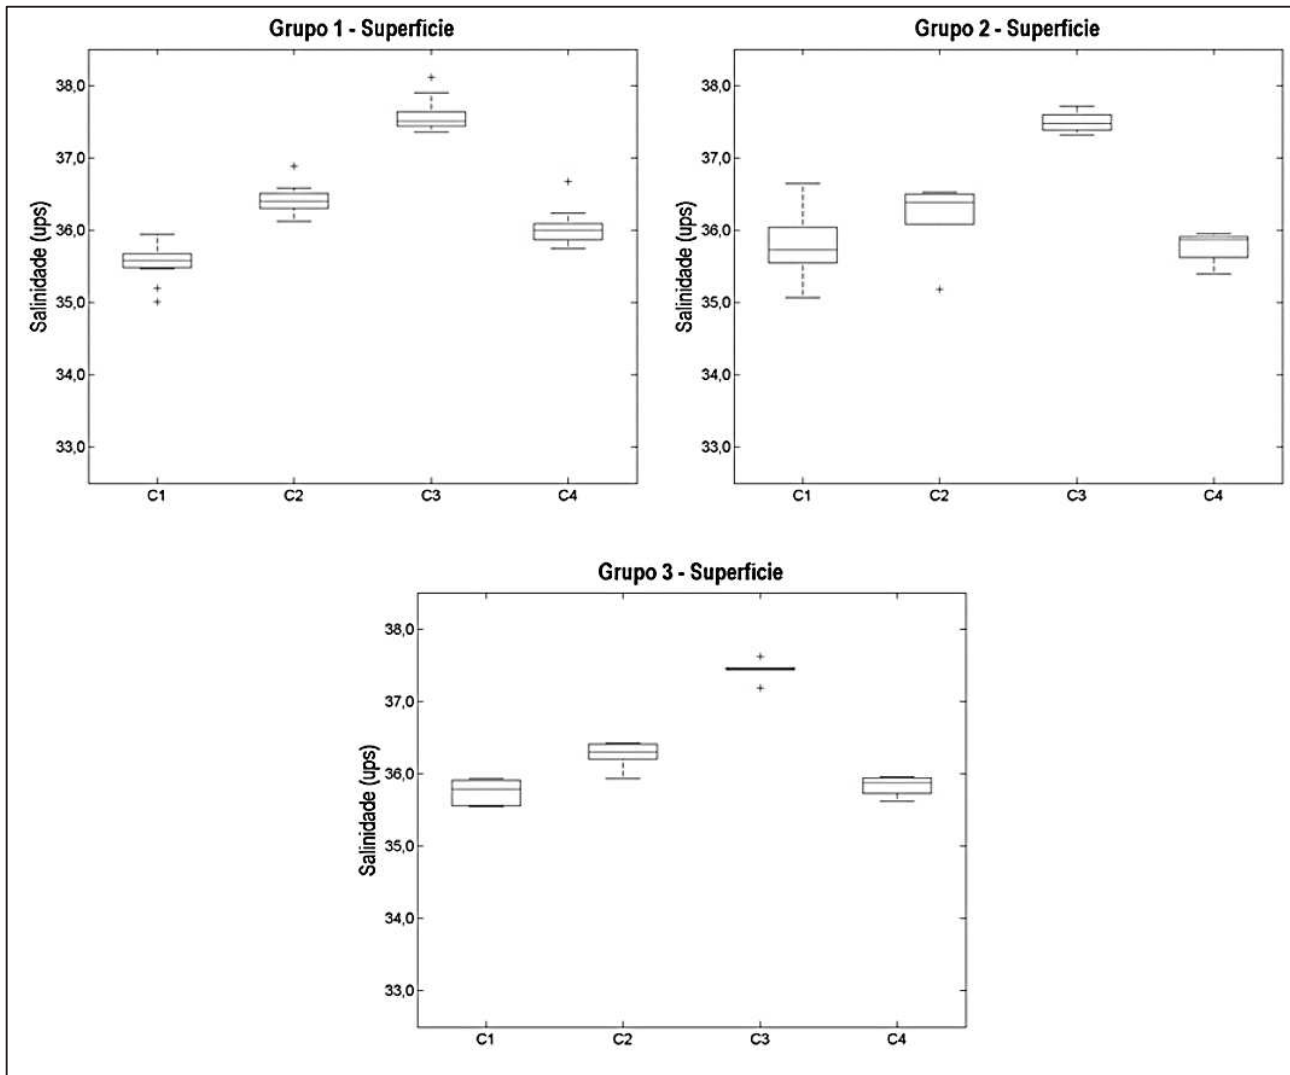 Grupo 1 - Superficie
Salinidade (ups)
38,0
37,0
36,0
35,0
34,0
33,0
C1 C2 C3 C4
Grupo 2 - Superficie
Salinidade (ups)
38,0
37,0
36,0
35,0
34,0
33,0
C1 C2 C3 C4
Grupo 3 - Superficie
Salinidade (ups)
38,0
37,0
36,0
35,0
34,0
33,0
C1 C2 C3 C4